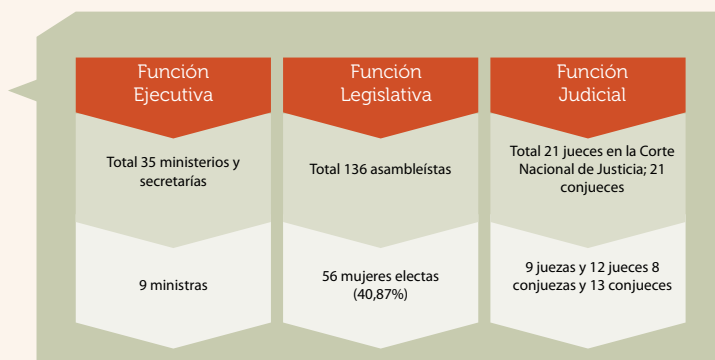 Función
Ejecutiva
Total 35 ministerios y
secretarías
9 ministras
Función
Legislativa
Total 136 asambleístas
56 mujeres electas
(40,87%)
Función
Judicial
Total 21 jueces en la Corte
Nacional de Justicia; 21
conjueces
9 juezas y 12 jueces 8
conjuezas y 13 conjueces